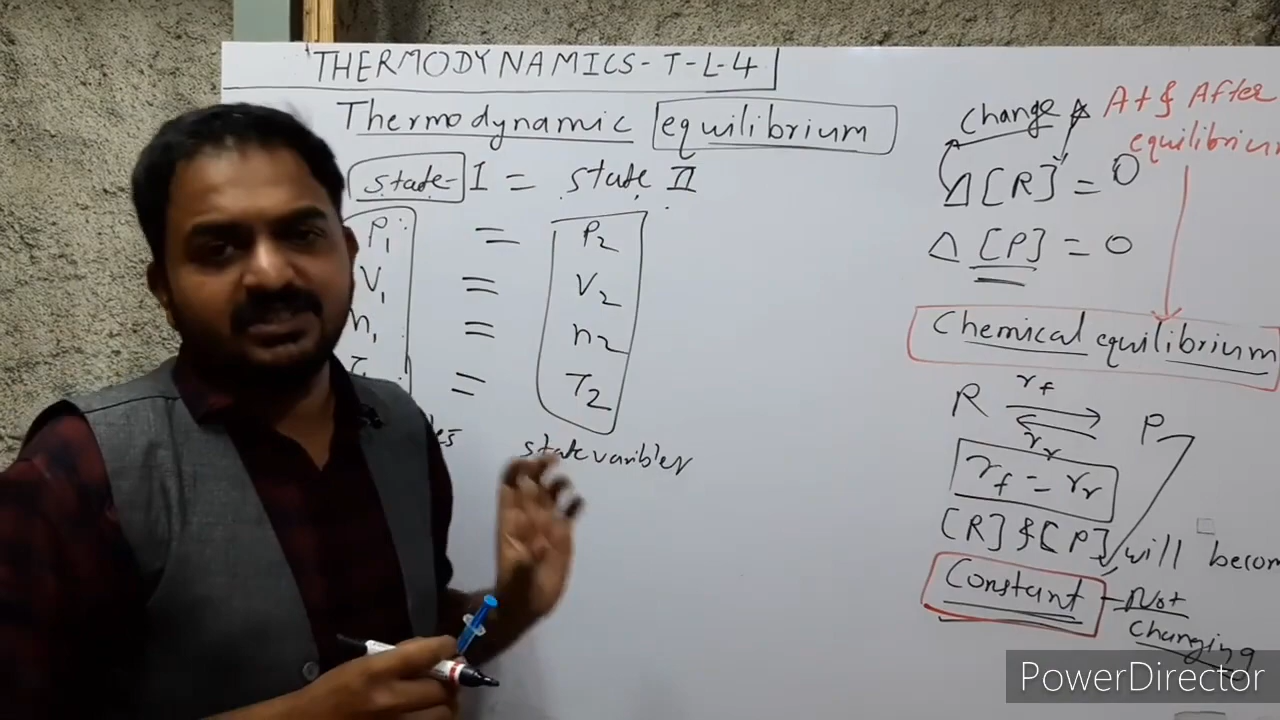 THERMODYNAMICS-T-L-4
Thermodynamic equilibrium
state-I = state II
P1 = P2
V1 = V2
n1 = n2
T = T2
state varibles
change
At & After
equilibrium
Δ[R] = 0
Δ[P] = 0
Chemical equilibrium
R rf ⇌ rr P
rf = rr
[R] & [P] will becom
Constant - Not
changing
PowerDirector